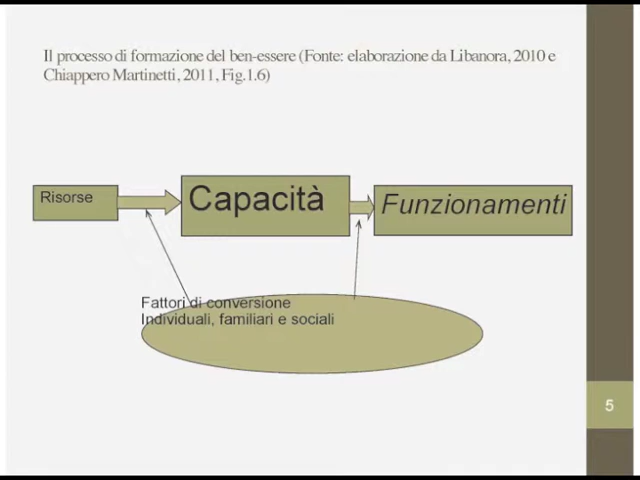 Il processo di formazione del ben-essere (Fonte: elaborazione da Libanora, 2010 e
Chiappero Martinetti, 2011, Fig.1.6)
Risorse
Capacità
Funzionamenti
Fattori di conversione
Individuali, familiari e sociali
5